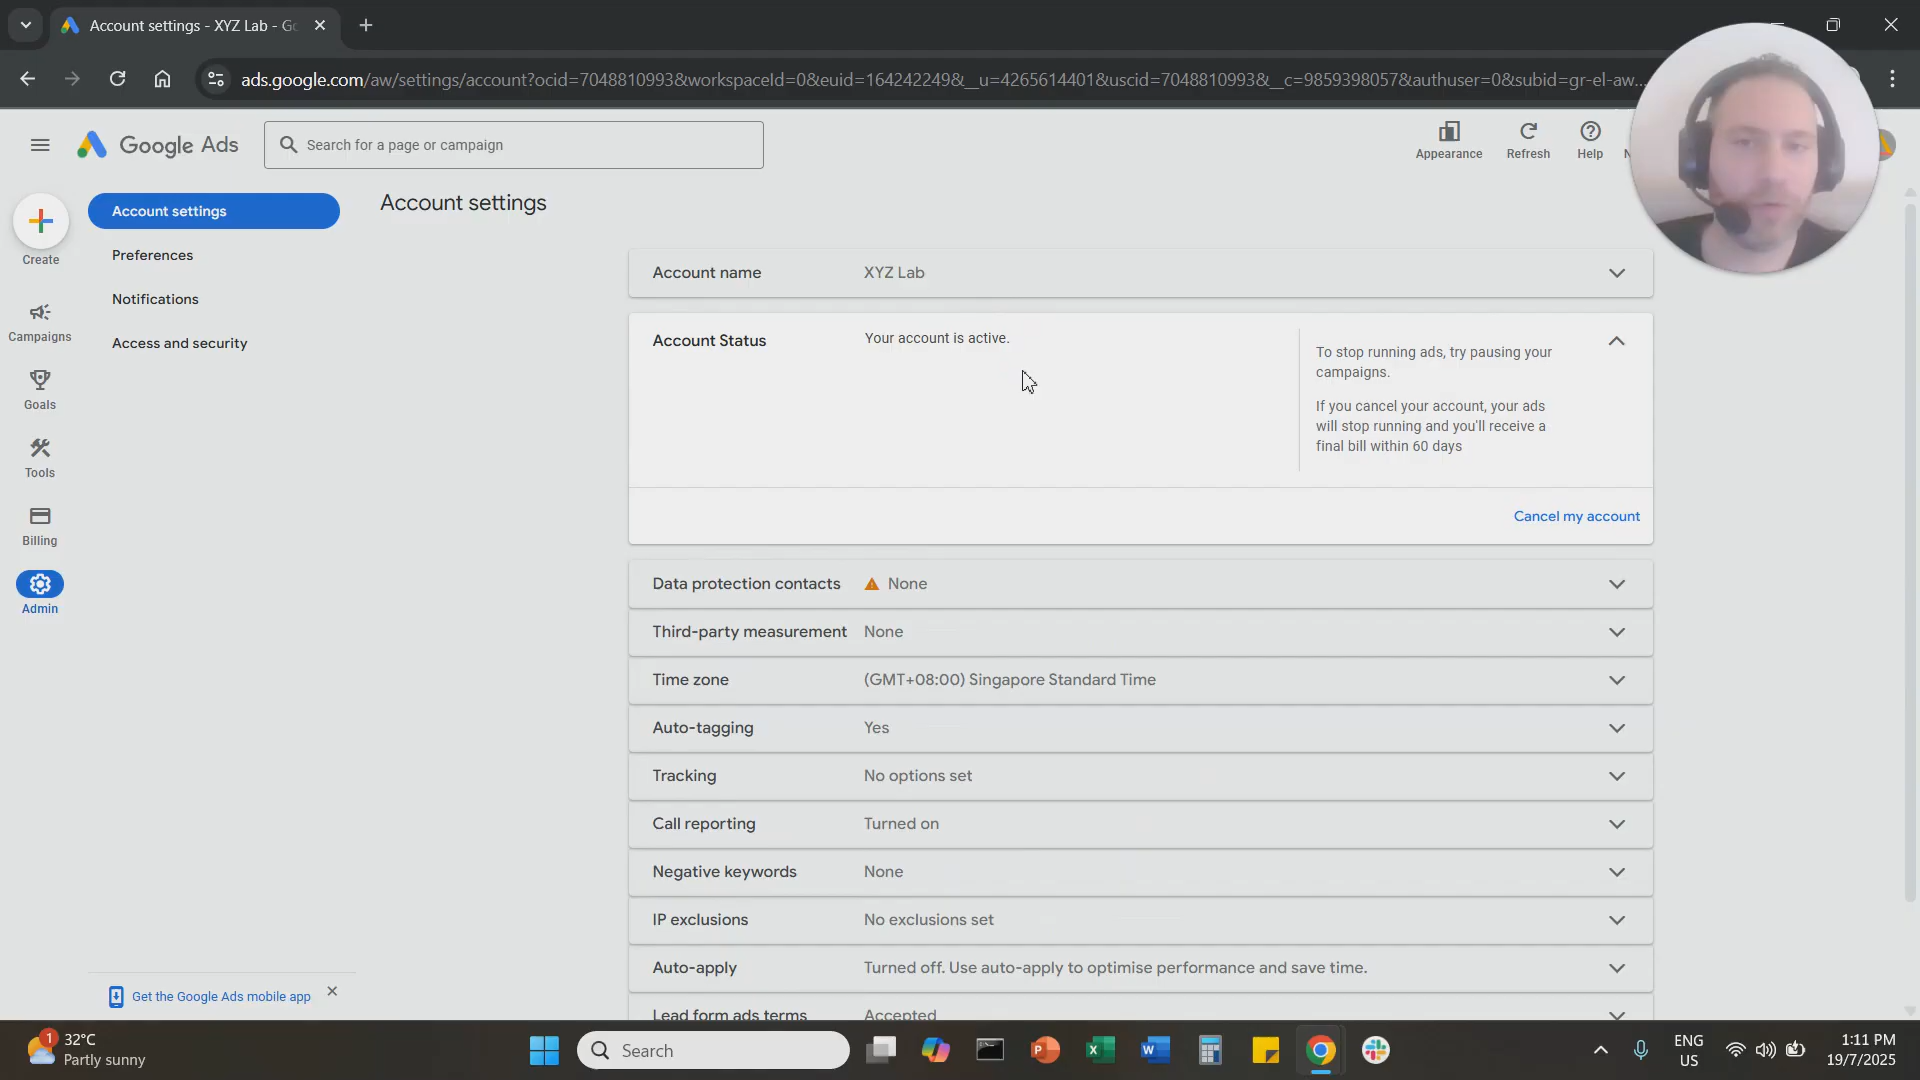 Account settings - XYZ Lab - Go
ads.google.com/aw/settings/account?ocid=7048810993&workspaceId=0&euid=164242249&__u=4265614401&uscid=7048810993&__c=9859398057&authuser=0&subid=gr-el-aw...
Google Ads
Search for a page or campaign
Appearance
Refresh
Help
N
Create
Campaigns
Goals
Tools
Billing
Admin
Account settings
Preferences
Notifications
Access and security
Account settings
Account name XYZ Lab
Account Status Your account is active.
To stop running ads, try pausing your
campaigns.
If you cancel your account, your ads
will stop running and you'll receive a
final bill within 60 days
Cancel my account
Data protection contacts None
Third-party measurement None
Time zone (GMT+08:00) Singapore Standard Time
Auto-tagging Yes
Tracking No options set
Call reporting Turned on
Negative keywords None
IP exclusions No exclusions set
Auto-apply Turned off. Use auto-apply to optimise performance and save time.
Lead form ads terms Accepted
Get the Google Ads mobile app
1
32°C
Partly sunny
Search
ENG
US
1:11 PM
19/7/2025